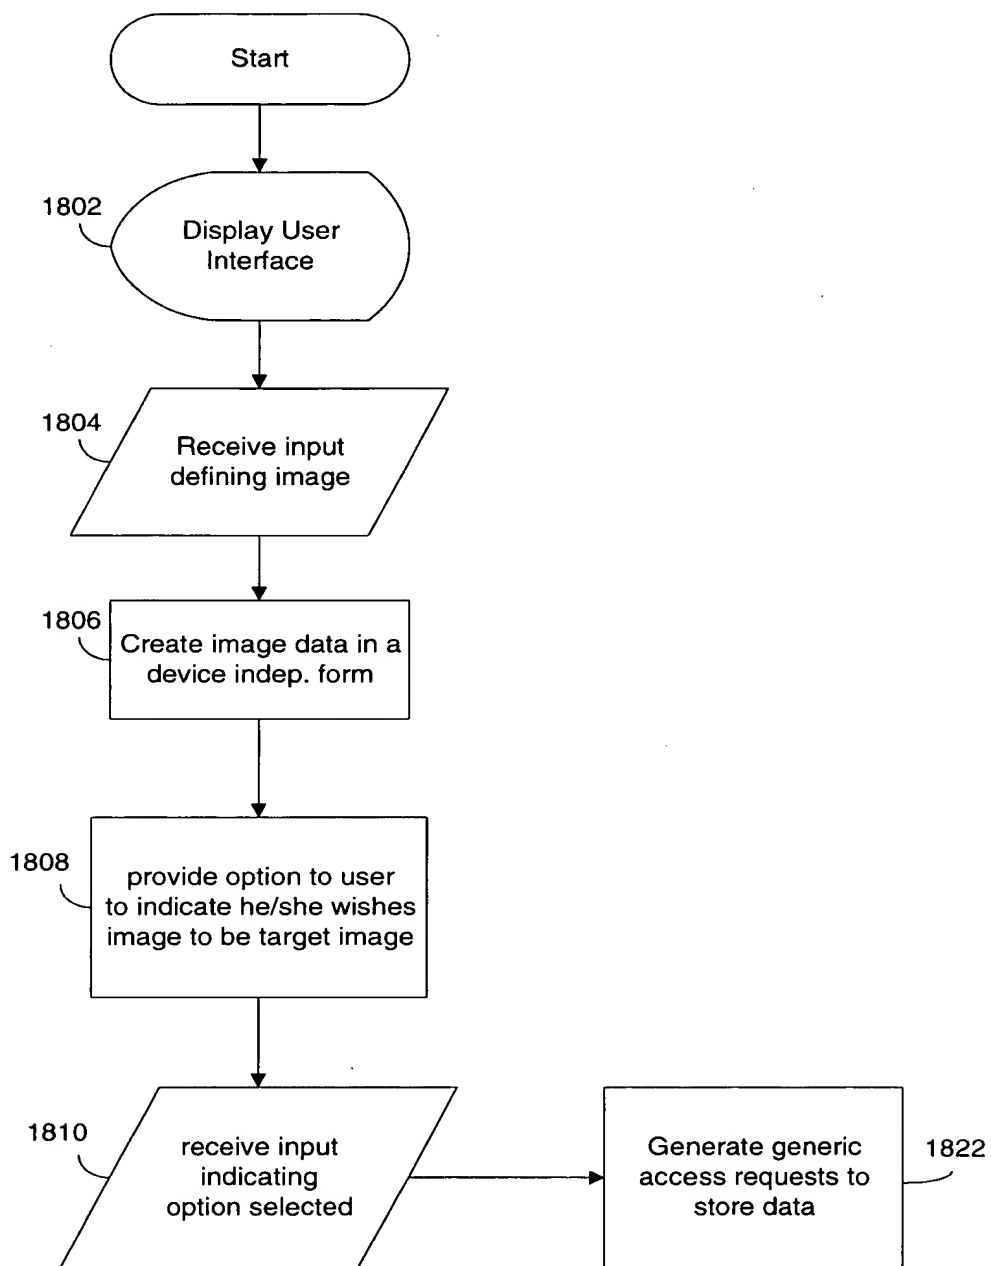 Start
1802
Display User
Interface
1804
Receive input
defining image
1806
Create image data in a
device indep. form
1808
provide option to user
to indicate he/she wishes
image to be target image
1810
receive input
indicating
option selected
Generate generic
access requests to
store data
1822